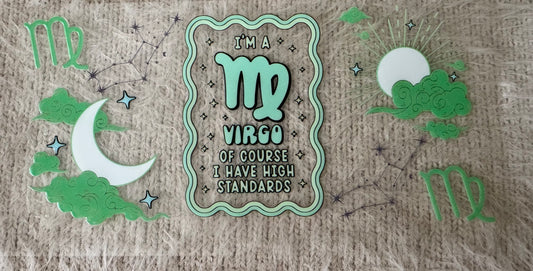 I'M A
♍
VIRGO
OF COURSE
I HAVE HIGH
STANDARDS